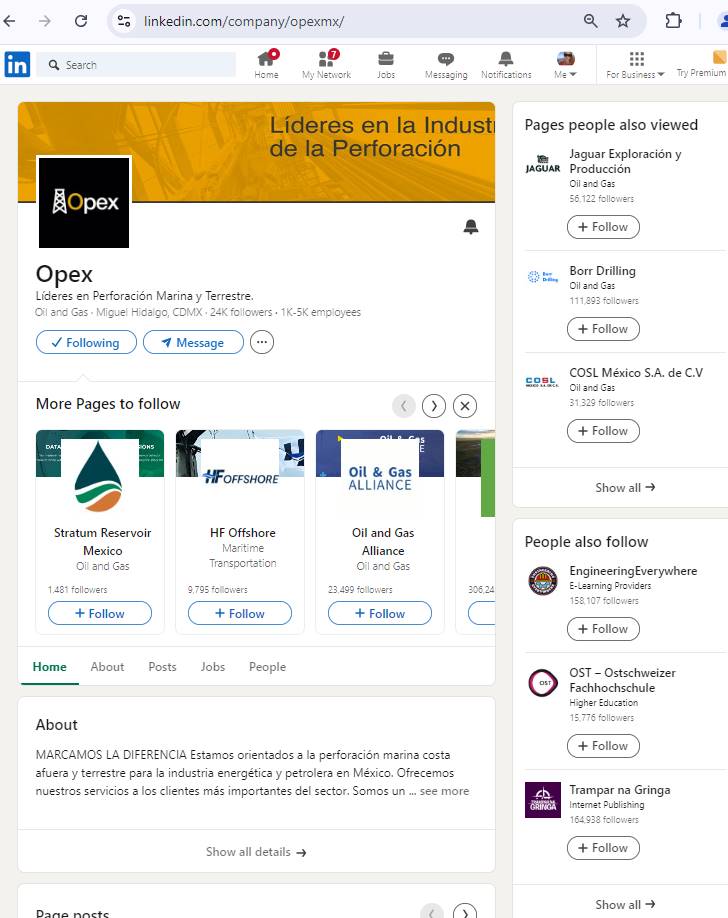 linkedin.com/company/opexmx/
in
Search
7
Home
My Network
Jobs
Messaging
Notifications
Me
For Business
Try Premium
Líderes en la Indust
de la Perforación
Opex
Opex
Líderes en Perforación Marina y Terrestre.
Oil and Gas · Miguel Hidalgo, CDMX · 24K followers · 1K-5K employees
Following
Message
More Pages to follow
HF OFFSHORE
Oil & Gas
ALLIANCE
Stratum Reservoir
Mexico
Oil and Gas
1,481 followers
+ Follow
HF Offshore
Maritime
Transportation
9,795 followers
+ Follow
Oil and Gas
Alliance
Oil and Gas
23,499 followers
+ Follow
306,24
Home
About
Posts
Jobs
People
About
MARCAMOS LA DIFERENCIA Estamos orientados a la perforación marina costa
afuera y terrestre para la industria energética y petrolera en México. Ofrecemos
nuestros servicios a los clientes más importantes del sector. Somos un ... see more
Show all details →
Page posts
Pages people also viewed
JAGUAR
Jaguar Exploración y
Producción
Oil and Gas
56,122 followers
+ Follow
Borr
Drilling
Borr Drilling
Oil and Gas
111,893 followers
+ Follow
COSL
COSL México S.A. de C.V
Oil and Gas
31,329 followers
+ Follow
Show all →
People also follow
EngineeringEverywhere
E-Learning Providers
158,107 followers
+ Follow
OST
OST – Ostschweizer
Fachhochschule
Higher Education
15,776 followers
+ Follow
TRAMPAR NA
GRINGA
Trampar na Gringa
Internet Publishing
164,938 followers
+ Follow
Show all →